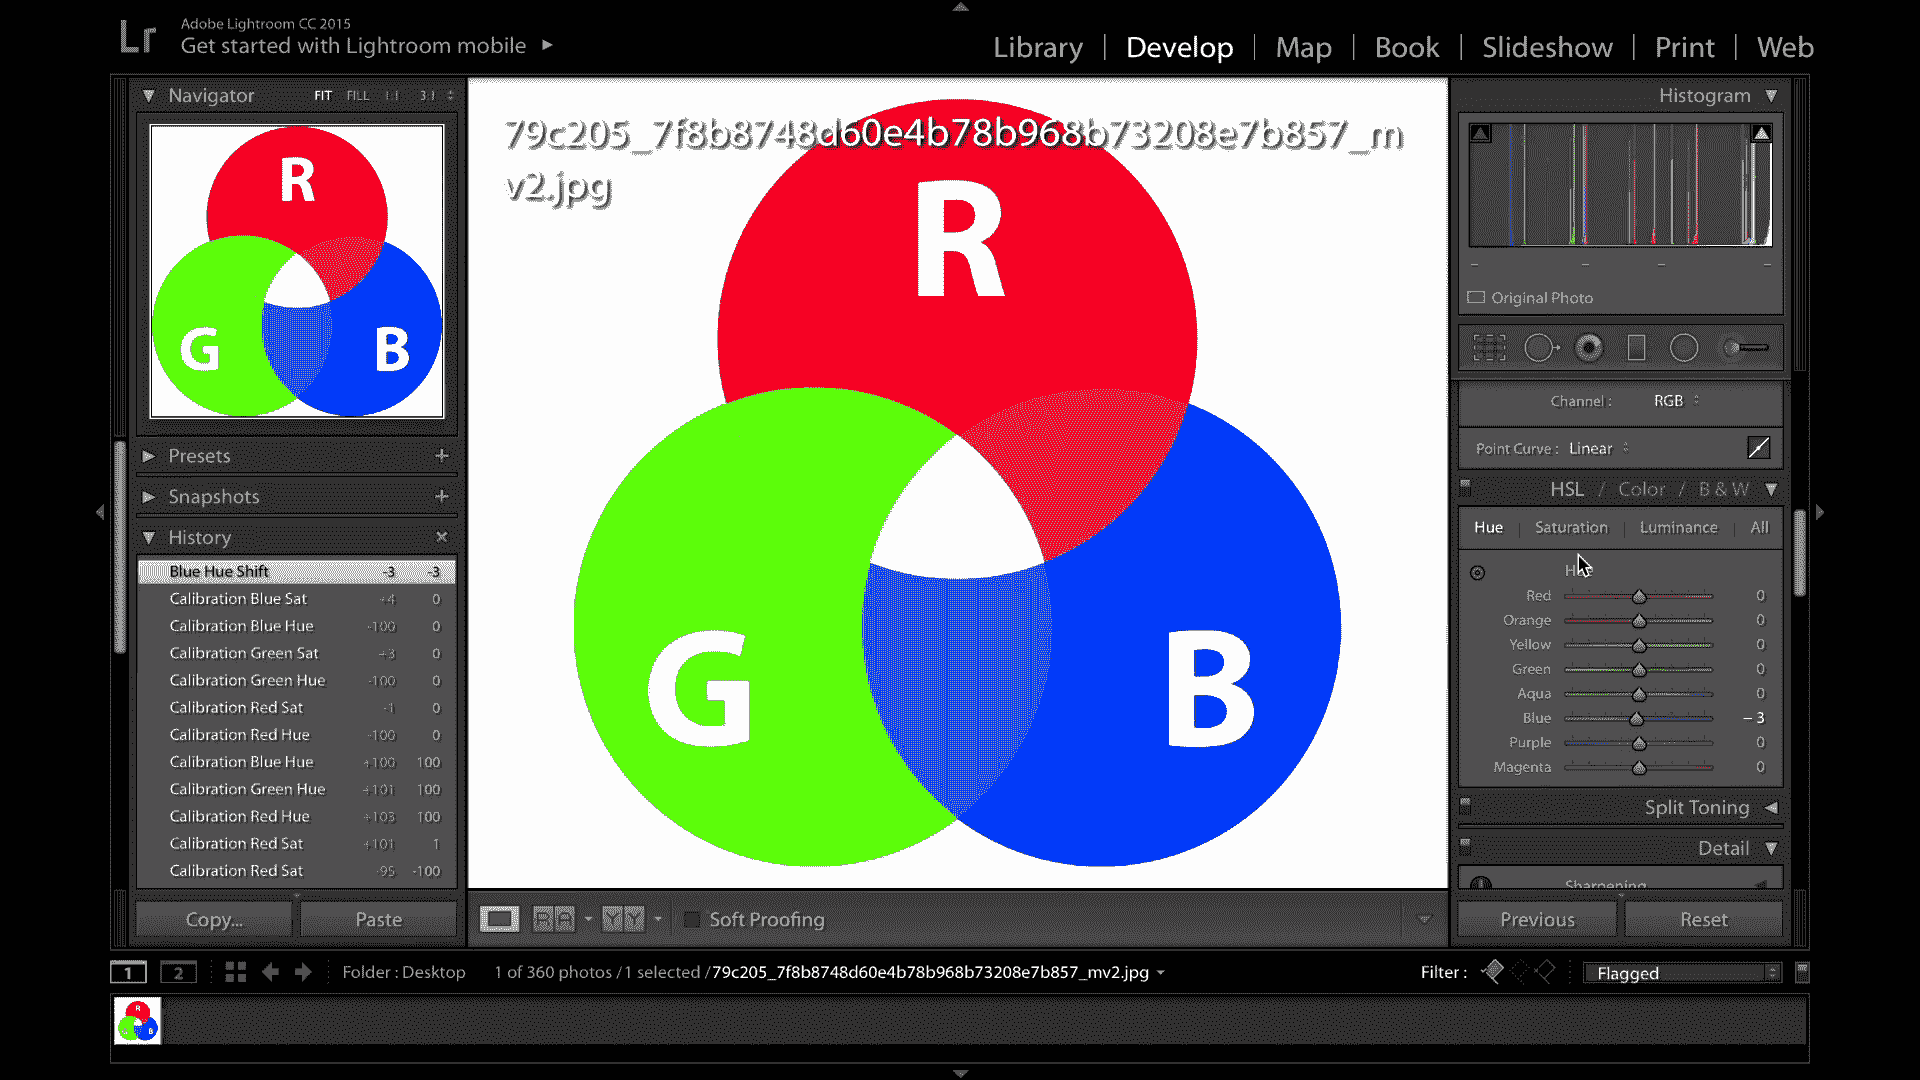 Lr
Adobe Lightroom CC 2015
Get started with Lightroom mobile
Library | Develop | Map | Book | Slideshow | Print | Web
Navigator FIT FILL 1:1 3:1
R
G
B
Presets
Snapshots
History
Blue Hue Shift -3 -3
Calibration Blue Sat +4 0
Calibration Blue Hue -100 0
Calibration Green Sat +3 0
Calibration Green Hue -100 0
Calibration Red Sat -1 0
Calibration Red Hue -100 0
Calibration Blue Hue +100 100
Calibration Green Hue +101 100
Calibration Red Hue +103 100
Calibration Red Sat +101 1
Calibration Red Sat -95 -100
Copy... Paste
79c205_7f8b8748d60e4b78b968b73208e7b857_m
v2.jpg
R
G
B
Soft Proofing
Histogram
Original Photo
Channel : RGB
Point Curve : Linear
HSL / Color / B & W
Hue | Saturation | Luminance | All
Hue
Red 0
Orange 0
Yellow 0
Green 0
Aqua 0
Blue - 3
Purple 0
Magenta 0
Split Toning
Detail
Sharpening
Previous Reset
1 2 Folder : Desktop 1 of 360 photos / 1 selected / 79c205_7f8b8748d60e4b78b968b73208e7b857_mv2.jpg Filter : Flagged
R
B